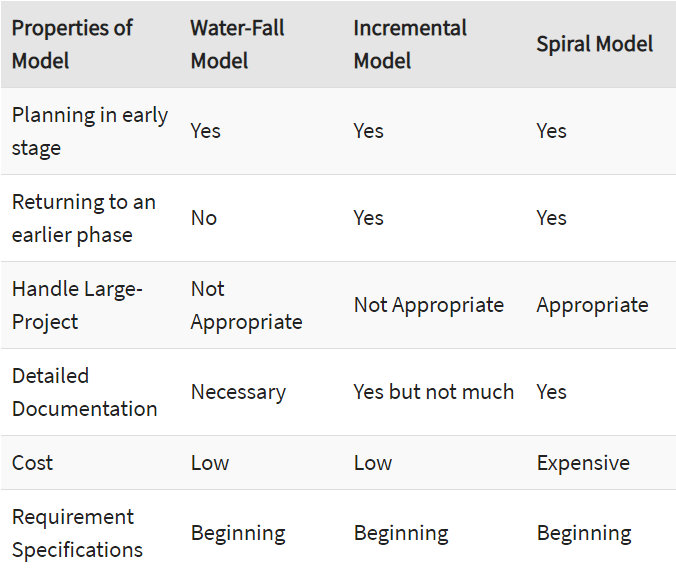 Properties of Model	Water-Fall Model	Incremental Model	Spiral Model
Planning in early stage	Yes	Yes	Yes
Returning to an earlier phase	No	Yes	Yes
Handle Large-Project	Not Appropriate	Not Appropriate	Appropriate
Detailed Documentation	Necessary	Yes but not much	Yes
Cost	Low	Low	Expensive
Requirement Specifications	Beginning	Beginning	Beginning